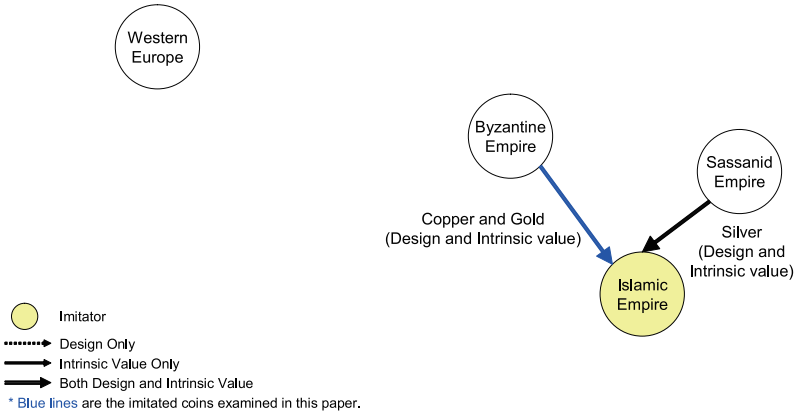 Western
Europe
Byzantine
Empire
Sassanid
Empire
Copper and Gold
(Design and Intrinsic value)
Silver
(Design and
Intrinsic value)
Islamic
Empire
Imitator
Design Only
Intrinsic Value Only
Both Design and Intrinsic Value
* Blue lines are the imitated coins examined in this paper.